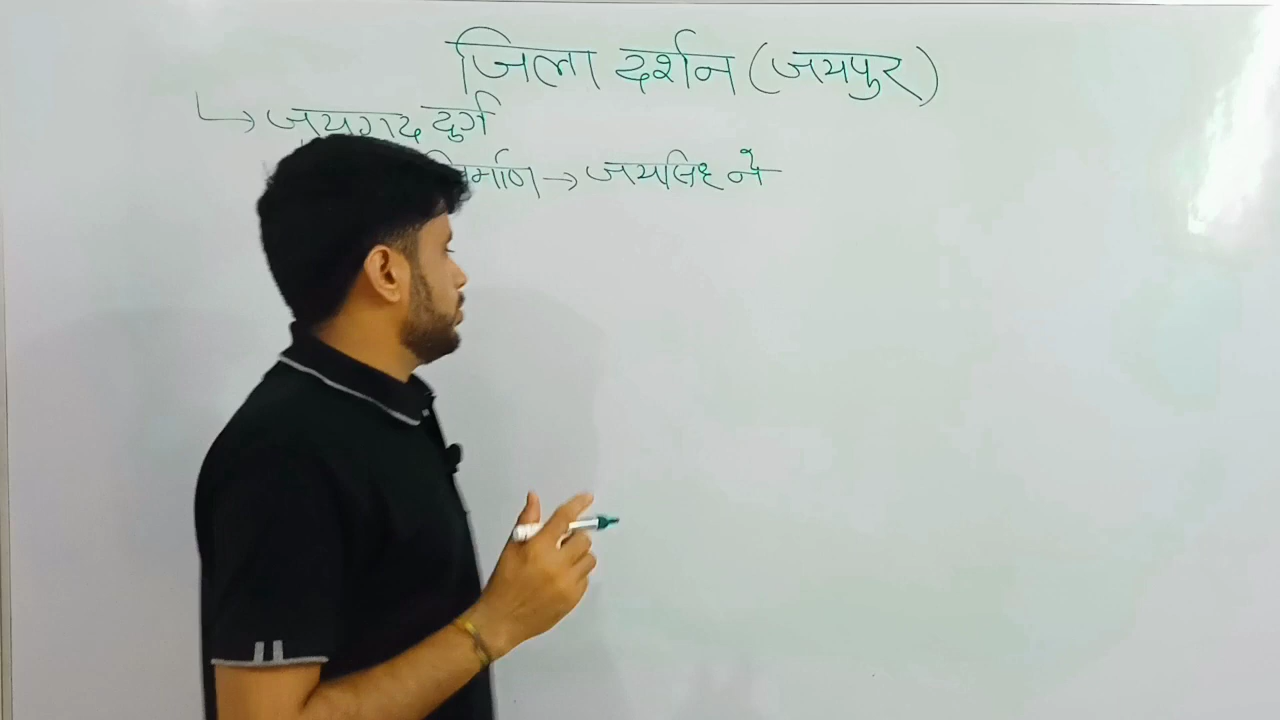 जिला दर्शन (जयपुर)
↳ जयगढ दुर्ग
निर्माण → जयसिंह ने